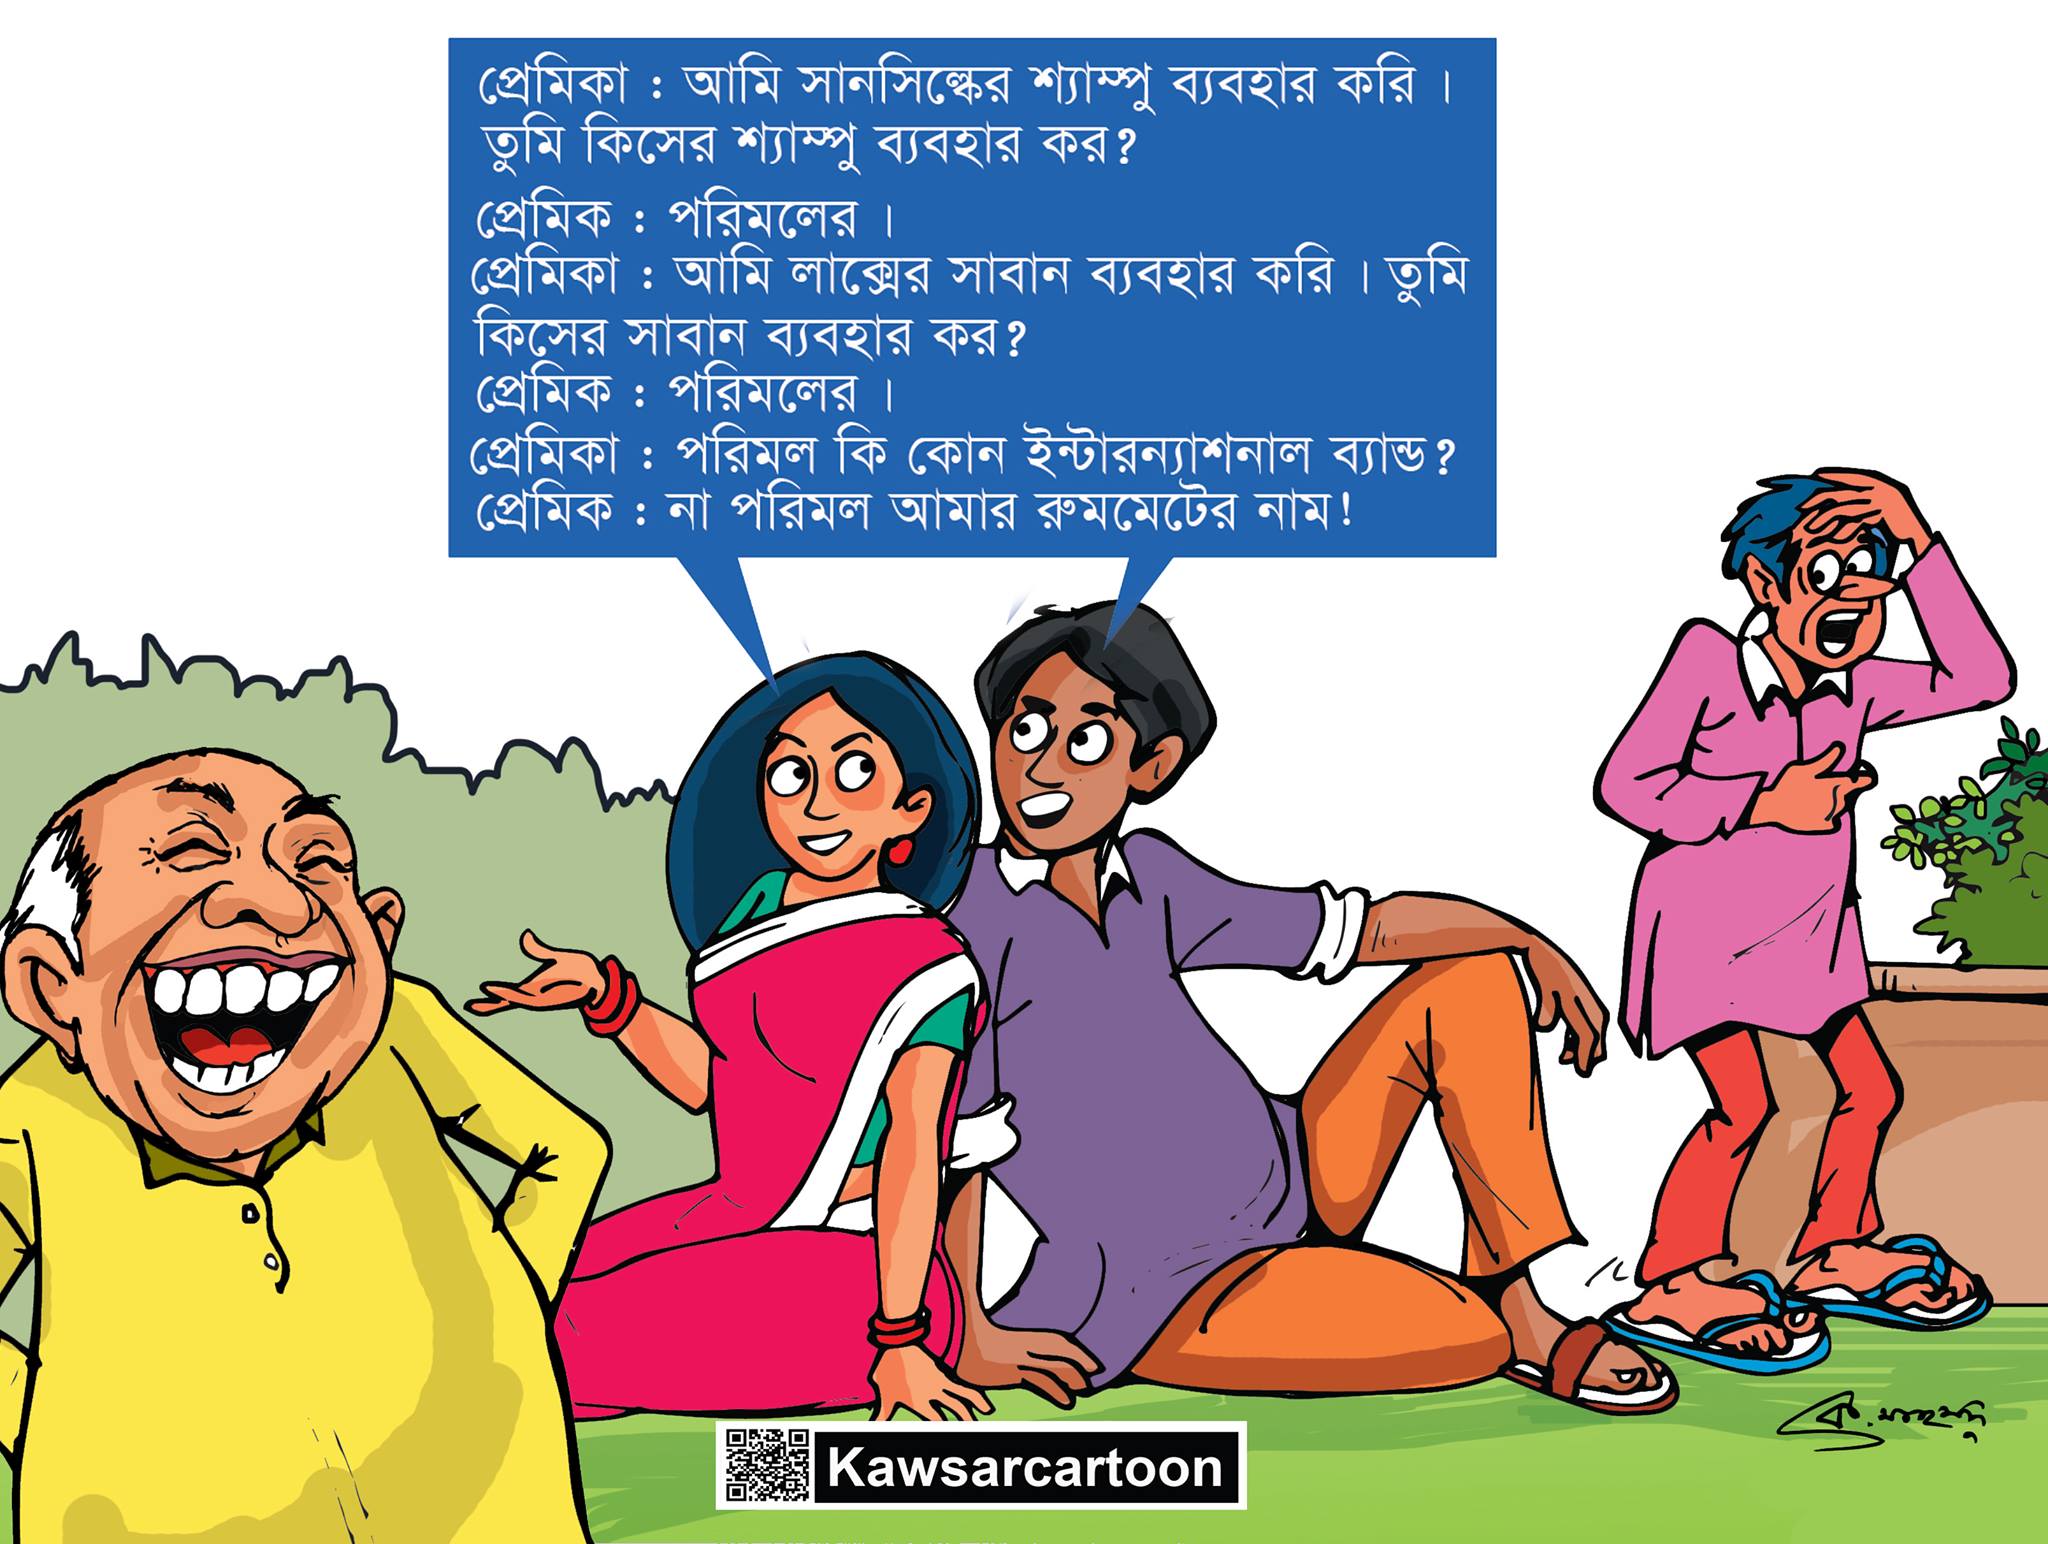 প্রেমিকা : আমি সানসিল্কের শ্যাম্পু ব্যবহার করি ।
তুমি কিসের শ্যাম্পু ব্যবহার কর?
প্রেমিক : পরিমলের ।
প্রেমিকা : আমি লাক্সের সাবান ব্যবহার করি । তুমি
কিসের সাবান ব্যবহার কর?
প্রেমিক : পরিমলের ।
প্রেমিকা : পরিমল কি কোন ইন্টারন্যাশনাল ব্যান্ড?
প্রেমিক : না পরিমল আমার রুমমেটের নাম!
Kawsarcartoon